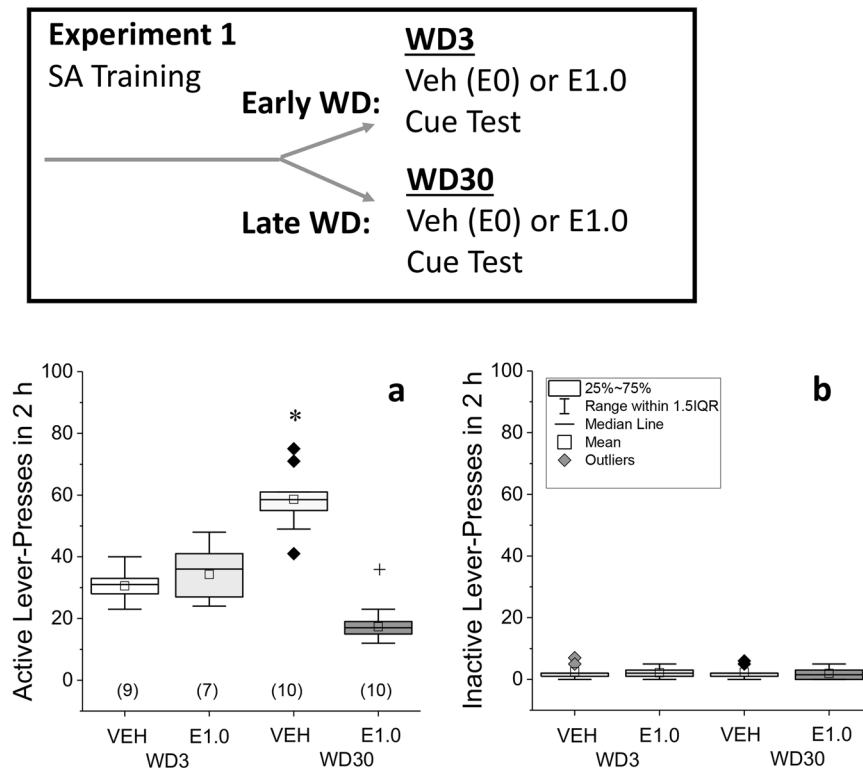 Experiment 1
SA Training
Early WD:
WD3
Veh (E0) or E1.0
Cue Test
Late WD:
WD30
Veh (E0) or E1.0
Cue Test
a
Active Lever-Presses in 2 h
100
80
60
40
20
0
*
+
(9) (7) (10) (10)
VEH E1.0 VEH E1.0
WD3 WD30
b
Inactive Lever-Presses in 2 h
100
80
60
40
20
0
25%~75%
Range within 1.5IQR
Median Line
Mean
Outliers
VEH E1.0 VEH E1.0
WD3 WD30